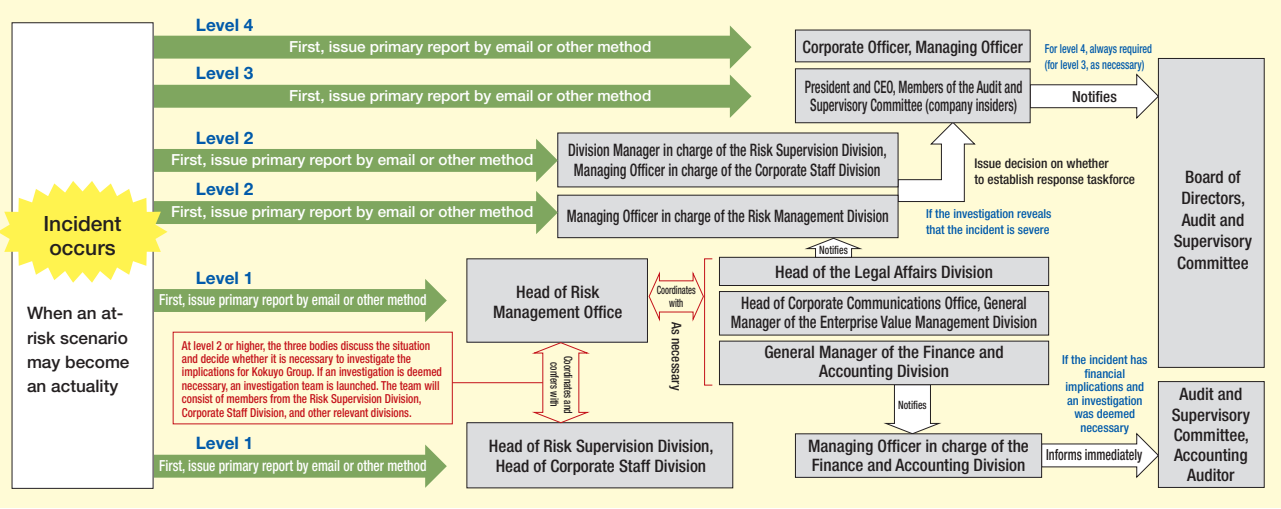 Level 4
First, issue primary report by email or other method
Level 3
First, issue primary report by email or other method
Level 2
First, issue primary report by email or other method
Level 2
First, issue primary report by email or other method
Incident
occurs
When an at-
risk scenario
may become
an actuality
Level 1
First, issue primary report by email or other method
At level 2 or higher, the three bodies discuss the situation
and decide whether it is necessary to investigate the
implications for Kokuyo Group. If an investigation is deemed
necessary, an investigation team is launched. The team will
consist of members from the Risk Supervision Division,
Corporate Staff Division, and other relevant divisions.
Level 1
First, issue primary report by email or other method
Corporate Officer, Managing Officer
President and CEO, Members of the Audit and
Supervisory Committee (company insiders)
For level 4, always required
(for level 3, as necessary)
Notifies
Division Manager in charge of the Risk Supervision Division,
Managing Officer in charge of the Corporate Staff Division
Managing Officer in charge of the Risk Management Division
Issue decision on whether
to establish response taskforce
If the investigation reveals
that the incident is severe
Board of
Directors,
Audit and
Supervisory
Committee
Notifies
Head of Risk
Management Office
Coordinates
with
As necessary
Head of the Legal Affairs Division
Head of Corporate Communications Office, General
Manager of the Enterprise Value Management Division
General Manager of the Finance and
Accounting Division
Coordinates and
confers with
Head of Risk Supervision Division,
Head of Corporate Staff Division
Notifies
Managing Officer in charge of the
Finance and Accounting Division
If the incident has
financial
implications and
an investigation
was deemed
necessary
Informs immediately
Audit and
Supervisory
Committee,
Accounting
Auditor